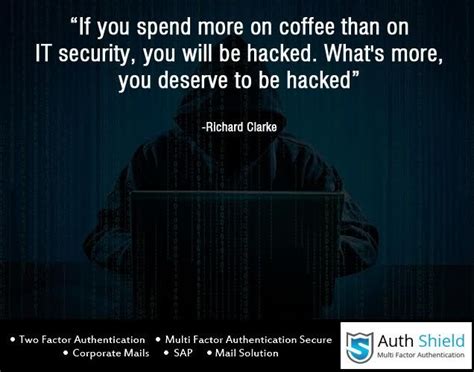 “If you spend more on coffee than on
IT security, you will be hacked. What's more,
you deserve to be hacked”
-Richard Clarke
• Two Factor Authentication • Multi Factor Authentication Secure
• Corporate Mails • SAP • Mail Solution
S
Auth Shield
Multi Factor Authentication